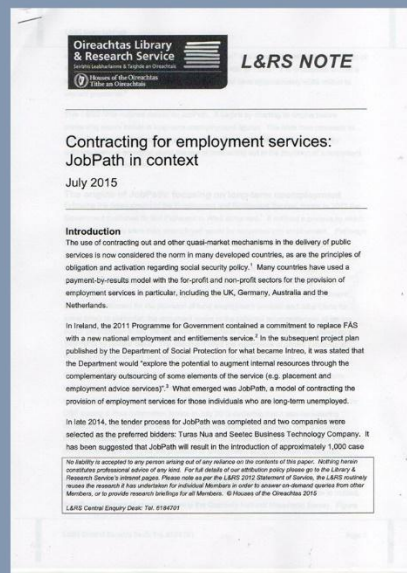 Oireachtas Library
& Research Service
Seirbhís Leabharlainne & Taighde an Oireachtais
Houses of the Oireachtas
Tithe an Oireachtais
L&RS NOTE
Contracting for employment services:
JobPath in context
July 2015
Introduction
The use of contracting out and other quasi-market mechanisms in the delivery of public
services is now considered the norm in many developed countries, as are the principles of
obligation and activation regarding social security policy.1 Many countries have used a
payment-by-results model with the for-profit and non-profit sectors for the provision of
employment services in particular, including the UK, Germany, Australia and the
Netherlands.
In Ireland, the 2011 Programme for Government contained a commitment to replace FÁS
with a new national employment and entitlements service.2 In the subsequent project plan
published by the Department of Social Protection for what became Intreo, it was stated that
the Department would "explore the potential to augment internal resources through the
complementary outsourcing of some elements of the service (e.g. placement and
employment advice services)".3 What emerged was JobPath, a model of contracting the
provision of employment services for those individuals who are long-term unemployed.
In late 2014, the tender process for JobPath was completed and two companies were
selected as the preferred bidders: Turas Nua and Seetec Business Technology Company. It
has been suggested that JobPath will result in the introduction of approximately 1,000 case
No liability is accepted to any person arising out of any reliance on the contents of this paper. Nothing herein
constitutes professional advice of any kind. For full details of our attribution policy please go to the Library &
Research Service's intranet pages. Please note as per the L&RS 2012 Statement of Service, the L&RS routinely
reuses the research it has undertaken for individual Members in order to answer on-demand queries from other
Members, or to provide research briefings for all Members. © Houses of the Oireachtas 2015
L&RS Central Enquiry Desk: Tel. 6184701